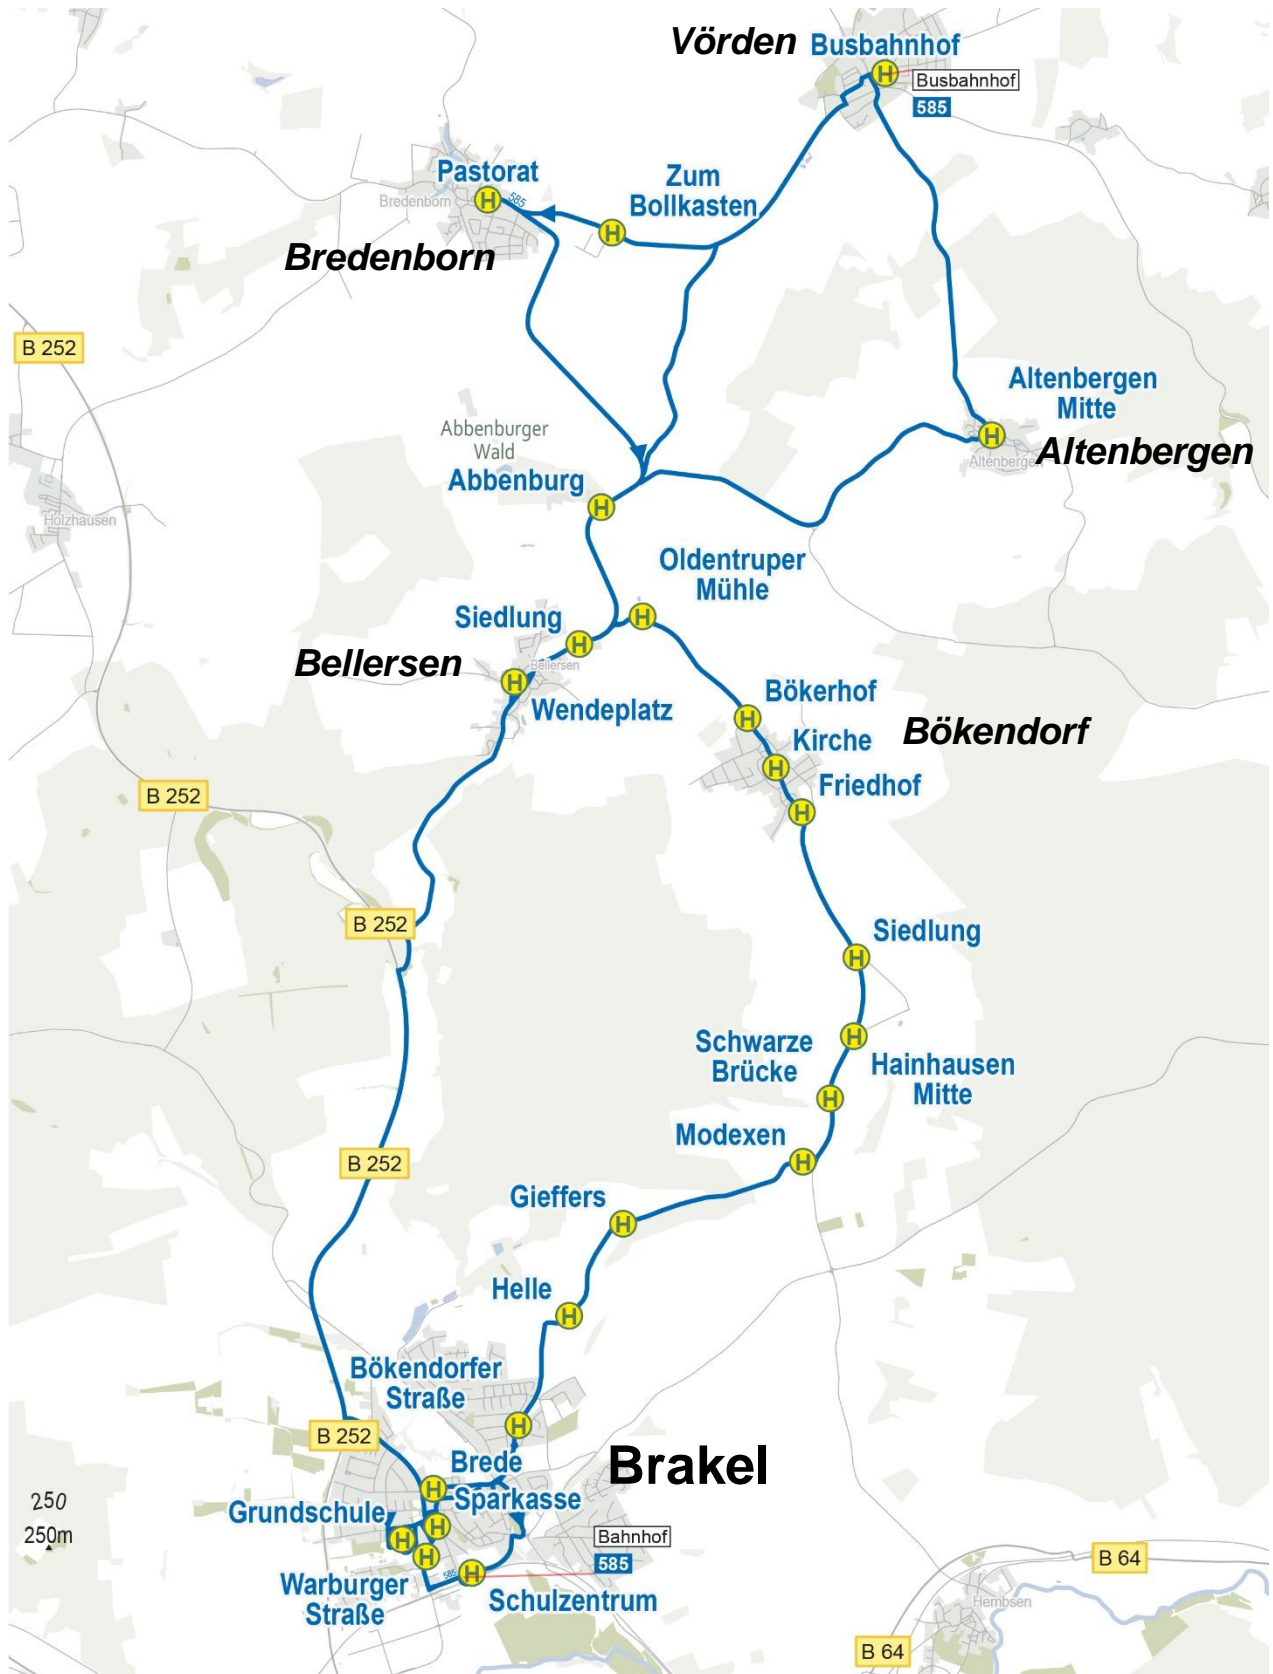 Vörden
Busbahnhof
Busbahnhof
585
Pastorat
Bredenborn
585
Zum
Bollkasten
Bredenborn
B 252
Altenbergen
Mitte
Altenbergen
Altenbergen
Abbenburger
Wald
Abbenburg
Holzhausen
Oldentruper
Mühle
Siedlung
Bellersen
Bellersen
Wendeplatz
Bökerhof
Kirche
Bökendorf
Friedhof
B 252
B 252
Siedlung
Schwarze
Brücke
Hainhausen
Mitte
Modexen
B 252
Gieffers
Helle
Bökendorfer
Straße
B 252
Brede
Brakel
Sparkasse
Grundschule
250
250m
Bahnhof
585
585
Warburger
Straße
Schulzentrum
B 64
Hembsen
B 64